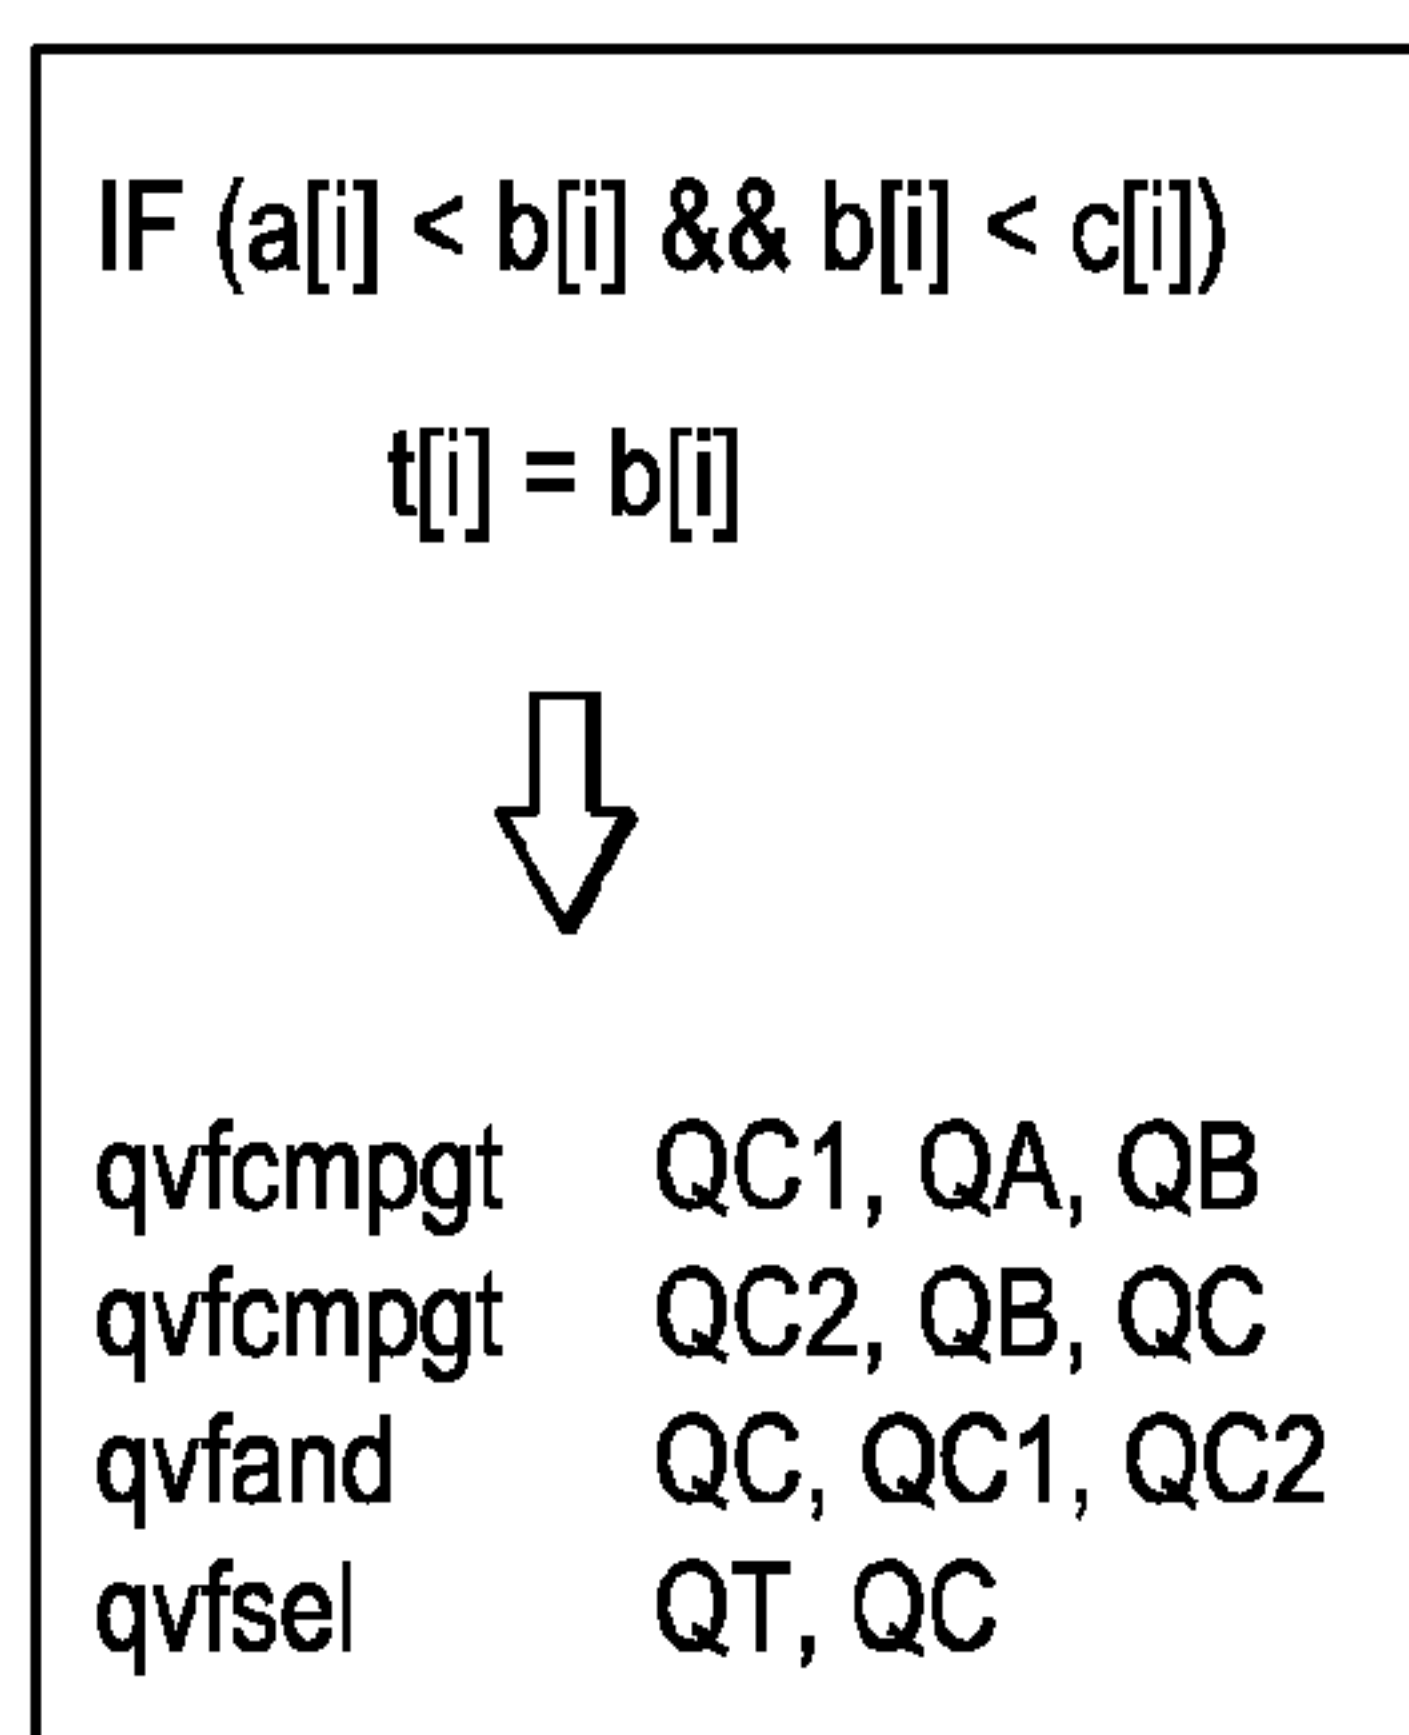 IF (a[i] < b[i] && b[i] < c[i])
t[i] = b[i]
qvfcmpgt QC1, QA, QB
qvfcmpgt QC2, QB, QC
qvfand QC, QC1, QC2
qvfsel QT, QC